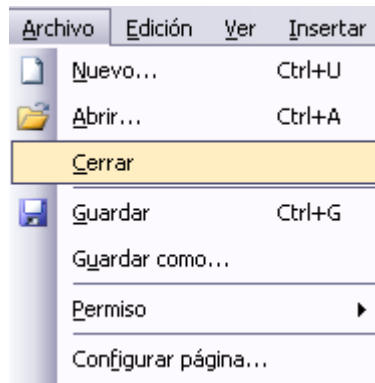 Archivo Edición Ver Insertar
Nuevo... Ctrl+U
Abrir... Ctrl+A
Cerrar
Guardar Ctrl+G
Guardar como...
Permiso
Configurar página...